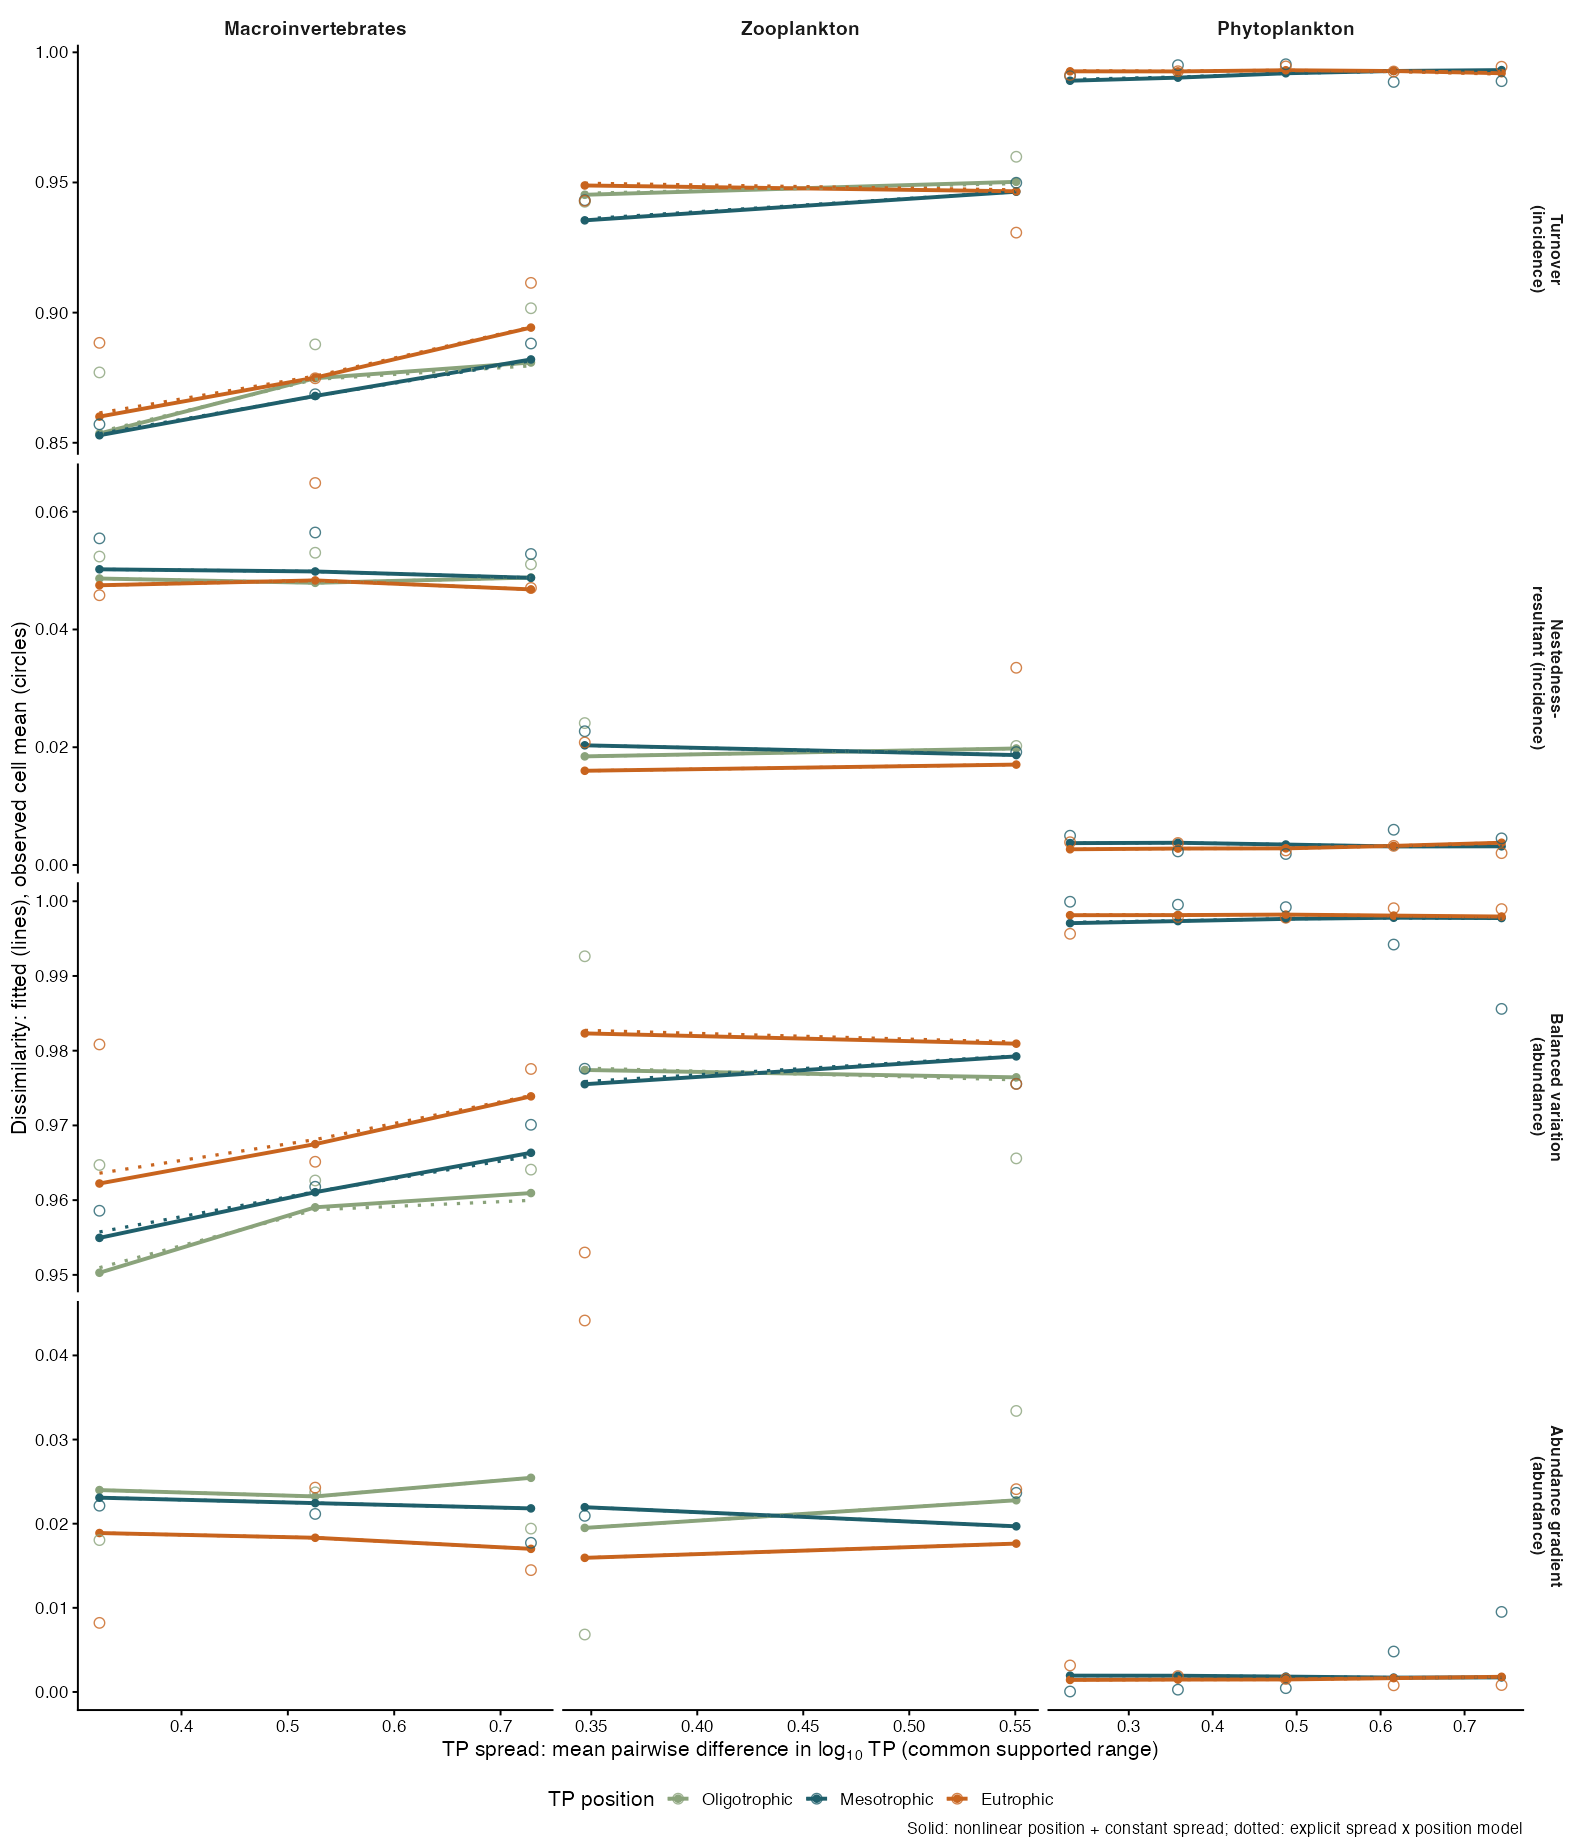 Macroinvertebrates
Zooplankton
Phytoplankton
1.00
0.95
0.90
0.85
Turnover
(incidence)
0.06
0.04
0.02
0.00
Nestedness-
resultant (incidence)
1.00
0.99
0.98
0.97
0.96
0.95
Balanced variation
(abundance)
0.04
0.03
0.02
0.01
0.00
Abundance gradient
(abundance)
Dissimilarity: fitted (lines), observed cell mean (circles)
0.4 0.5 0.6 0.7
0.35 0.40 0.45 0.50 0.55
0.3 0.4 0.5 0.6 0.7
TP spread: mean pairwise difference in log₁₀ TP (common supported range)
TP position Oligotrophic Mesotrophic Eutrophic
Solid: nonlinear position + constant spread; dotted: explicit spread x position model